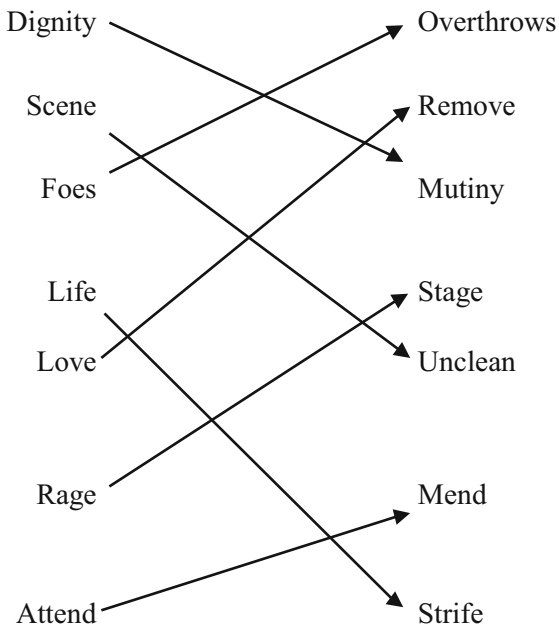 Dignity Overthrows
Scene Remove
Foes Mutiny
Life Stage
Love Unclean
Rage Mend
Attend Strife